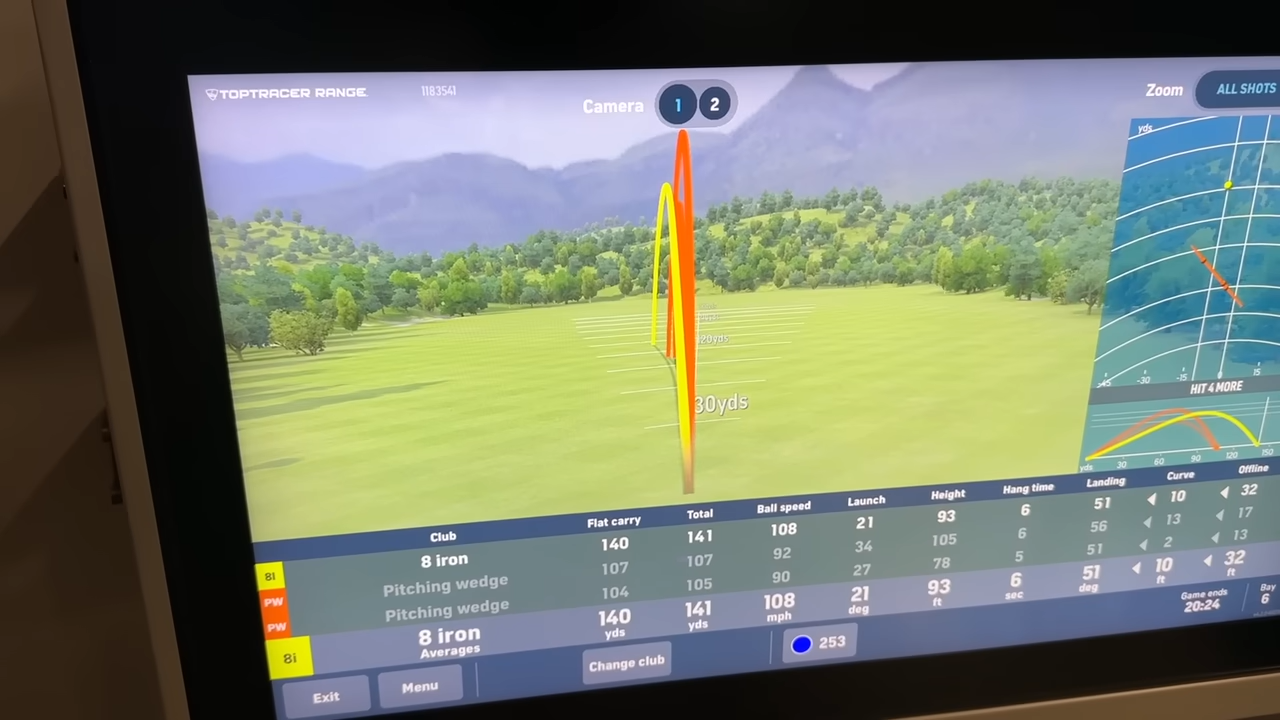 TOPTRACER RANGE
1183541
Camera 1 2
Zoom ALL SHOTS
yds
20yds
30yds
-45 -30 -15 0 15
HIT 4 MORE
yds 30 60 90 120 150
Club Flat carry Total Ball speed Launch Height Hang time Landing Curve Offline
8I 8 iron 140 141 108 21 93 6 51 10 32
PW Pitching wedge 107 107 92 34 105 6 56 13 17
PW Pitching wedge 104 105 90 27 78 5 51 2 13
8i 8 iron 140 141 108 21 93 6 51 10 32
Averages yds yds mph deg ft sec deg ft ft
Game ends
20:24
Bay
6
Exit Menu Change club 253